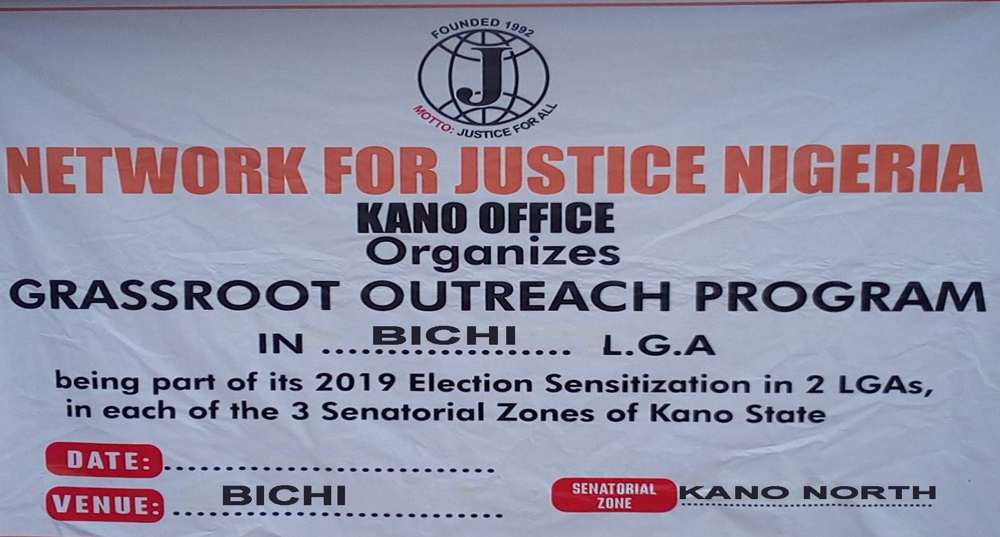 FOUNDED 1992
J
MOTTO: JUSTICE FOR ALL
NETWORK FOR JUSTICE NIGERIA
KANO OFFICE
Organizes
GRASSROOT OUTREACH PROGRAM
IN ....BICHI.... L.G.A
being part of its 2019 Election Sensitization in 2 LGAs,
in each of the 3 Senatorial Zones of Kano State
DATE: ..............................
VENUE: BICHI
SENATORIAL
ZONE
KANO NORTH